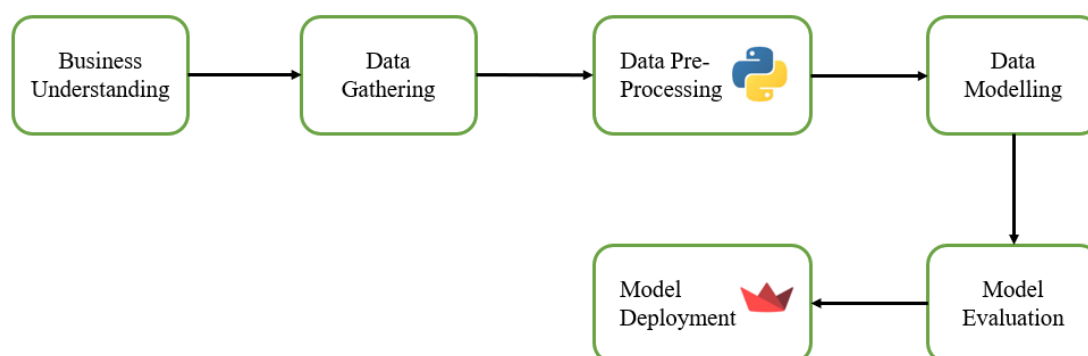 Business
Understanding
Data
Gathering
Data Pre-
Processing
Data
Modelling
Model
Deployment
Model
Evaluation